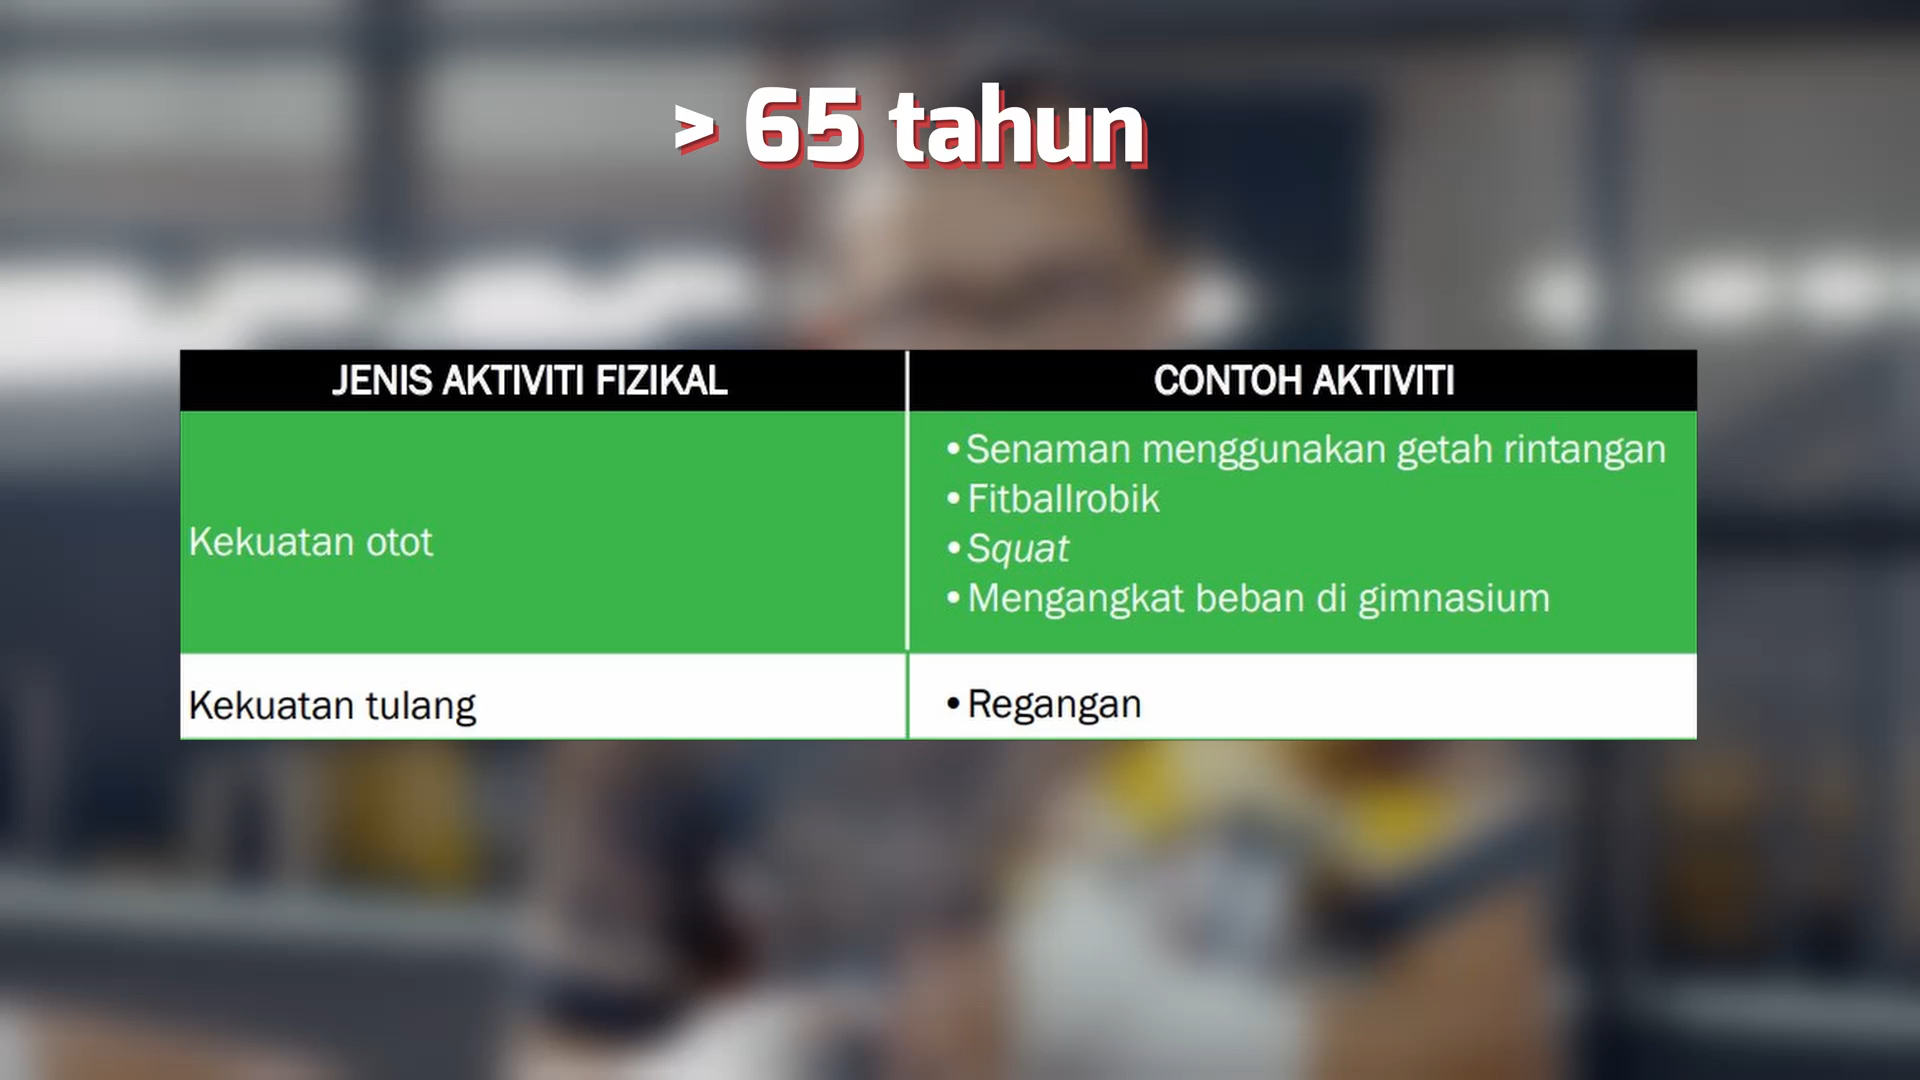 > 65 tahun
JENIS AKTIVITI FIZIKAL
CONTOH AKTIVITI
Kekuatan otot
•Senaman menggunakan getah rintangan
•Fitballrobik
•Squat
•Mengangkat beban di gimnasium
Kekuatan tulang
•Regangan